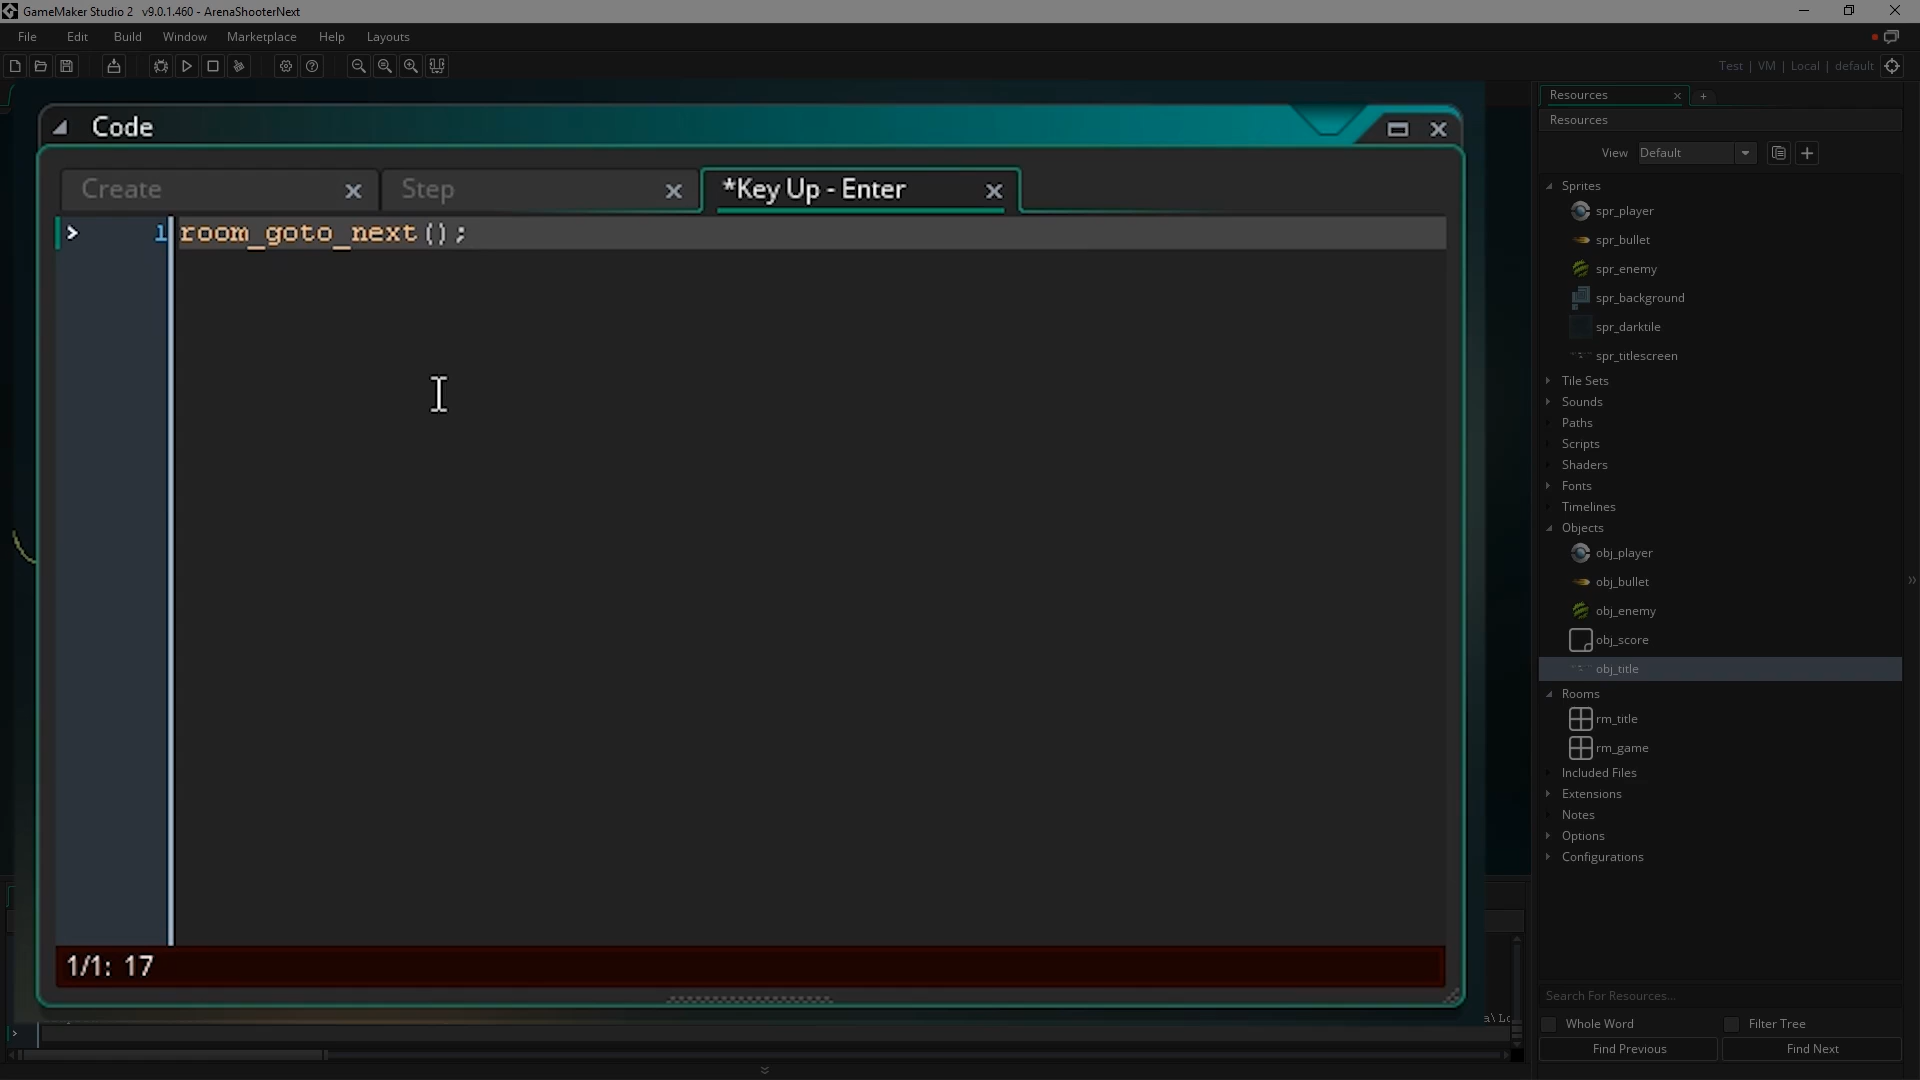 GameMaker Studio 2 v9.0.1.460 - ArenaShooterNext
File Edit Build Window Marketplace Help Layouts
Test | VM | Local | default
Code
Create
Step
*Key Up - Enter
> 1 room_goto_next();
1/1: 17
Resources
Resources
View Default
Sprites
spr_player
spr_bullet
spr_enemy
spr_background
spr_darktile
spr_titlescreen
Tile Sets
Sounds
Paths
Scripts
Shaders
Fonts
Timelines
Objects
obj_player
obj_bullet
obj_enemy
obj_score
obj_title
Rooms
rm_title
rm_game
Included Files
Extensions
Notes
Options
Configurations
Search For Resources...
Whole Word
Filter Tree
Find Previous
Find Next